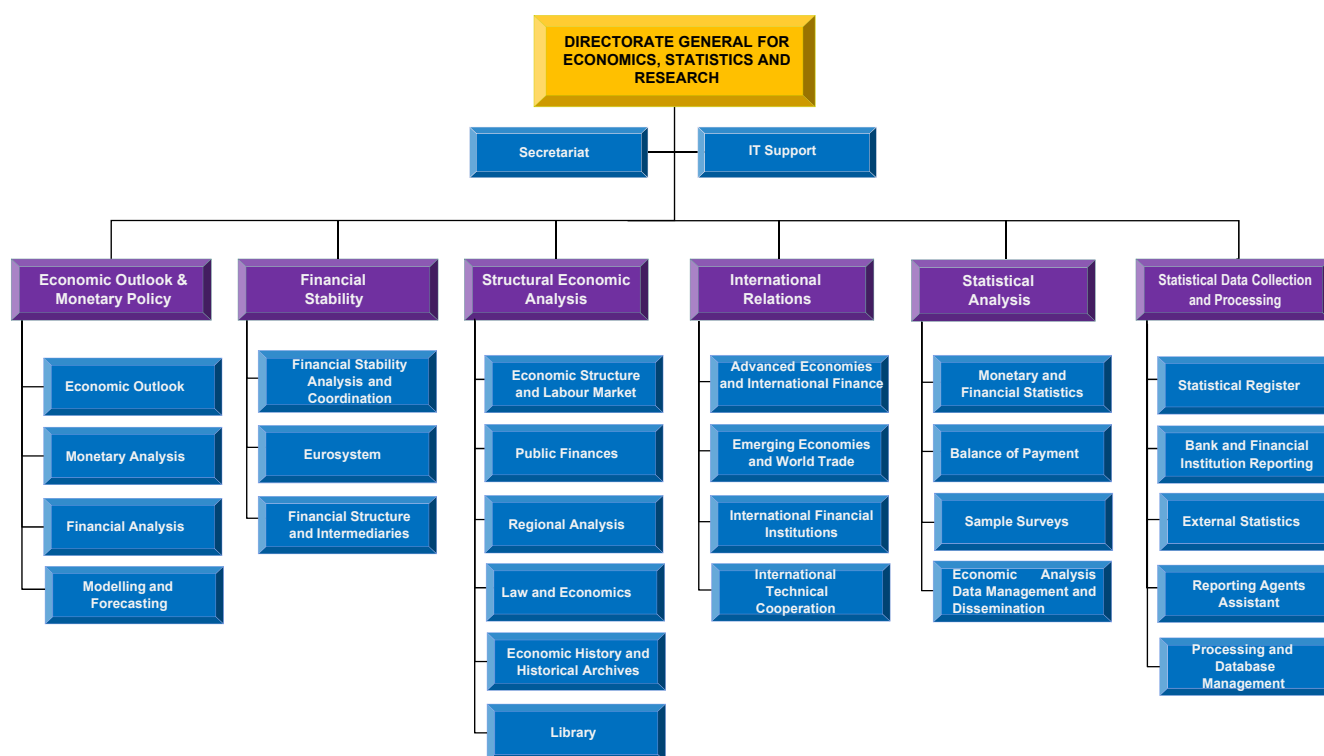 DIRECTORATE GENERAL FOR
ECONOMICS, STATISTICS AND
RESEARCH
Secretariat
IT Support
Economic Outlook &
Monetary Policy
Financial
Stability
Structural Economic
Analysis
International
Relations
Statistical
Analysis
Statistical Data Collection
and Processing
Economic Outlook
Monetary Analysis
Financial Analysis
Modelling and
Forecasting
Financial Stability
Analysis and
Coordination
Eurosystem
Financial Structure
and Intermediaries
Economic Structure
and Labour Market
Public Finances
Regional Analysis
Law and Economics
Economic History and
Historical Archives
Library
Advanced Economies
and International Finance
Emerging Economies
and World Trade
International Financial
Institutions
International
Technical
Cooperation
Monetary and
Financial Statistics
Balance of Payment
Sample Surveys
Economic Analysis
Data Management and
Dissemination
Statistical Register
Bank and Financial
Institution Reporting
External Statistics
Reporting Agents
Assistant
Processing and
Database
Management